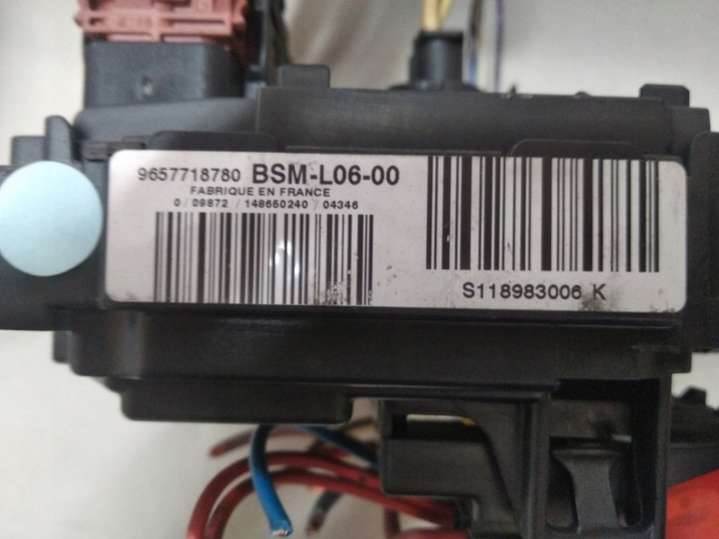 9657718780 BSM-L06-00
FABRIQUE EN FRANCE
0 / 09872 / 148650240 / 04346
S118983006 K